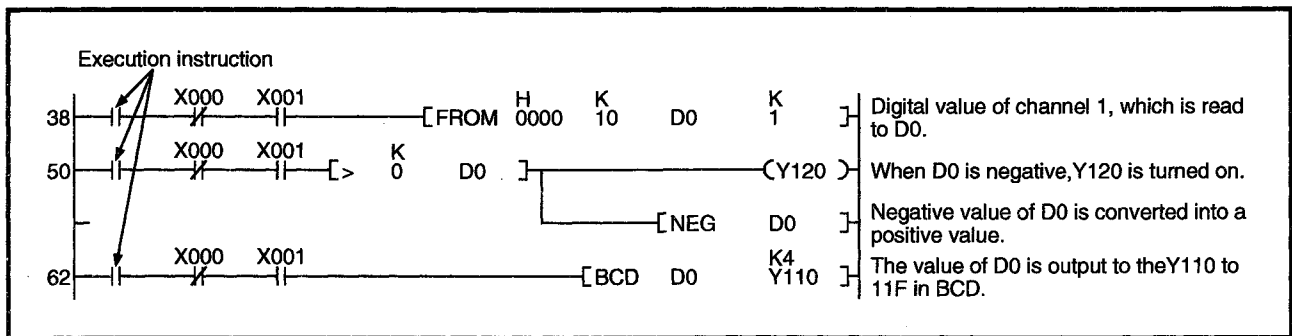 Execution instruction
X000 X001 H K K
38 [FROM 0000 10 D0 1 ] Digital value of channel 1, which is read
to D0.
X000 X001 K
50 [> 0 D0 ] (Y120 ) When D0 is negative,Y120 is turned on.
[NEG D0 ] Negative value of D0 is converted into a
positive value.
X000 X001 K4
62 [BCD D0 Y110 ] The value of D0 is output to theY110 to
11F in BCD.